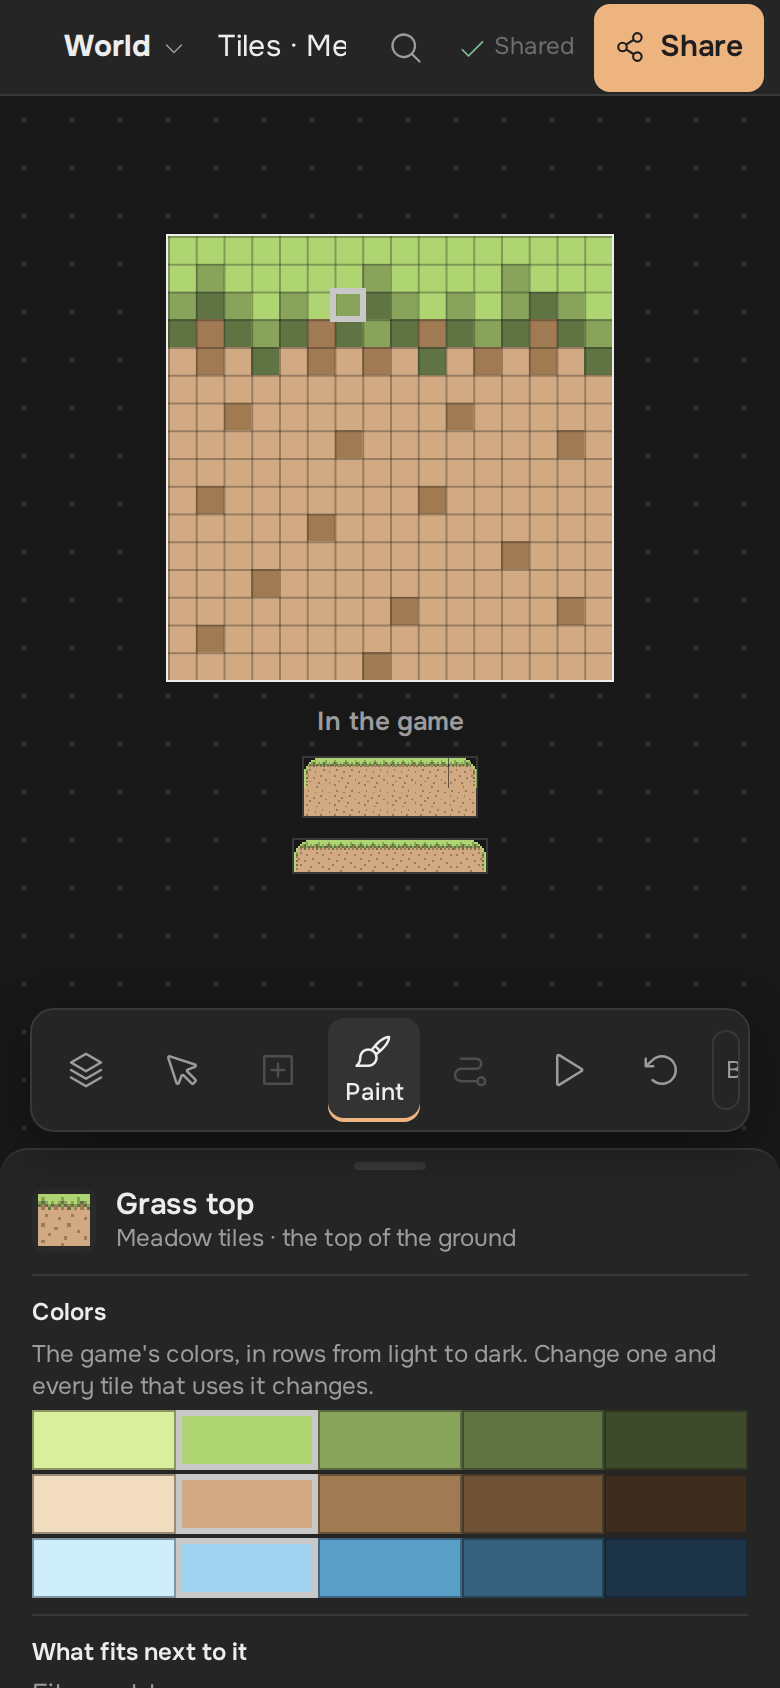 World
Tiles · Me
Shared
Share
In the game
Paint
B
Grass top
Meadow tiles · the top of the ground
Colors
The game's colors, in rows from light to dark. Change one and
every tile that uses it changes.
What fits next to it